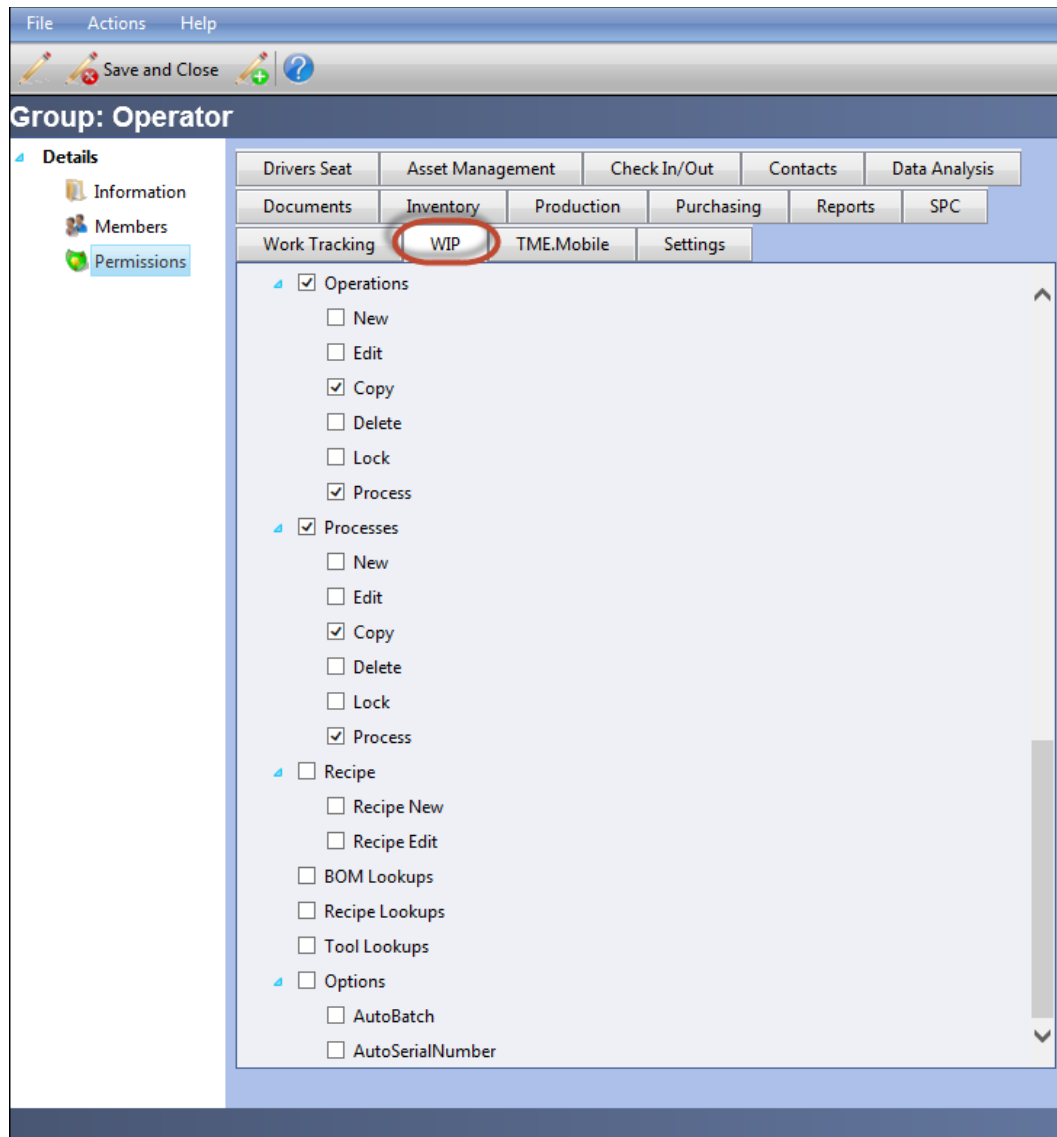 File Actions Help
Save and Close
Group: Operator
Details
Information
Members
Permissions
Drivers Seat Asset Management Check In/Out Contacts Data Analysis
Documents Inventory Production Purchasing Reports SPC
Work Tracking WIP TME.Mobile Settings
Operations
New
Edit
Copy
Delete
Lock
Process
Processes
New
Edit
Copy
Delete
Lock
Process
Recipe
Recipe New
Recipe Edit
BOM Lookups
Recipe Lookups
Tool Lookups
Options
AutoBatch
AutoSerialNumber